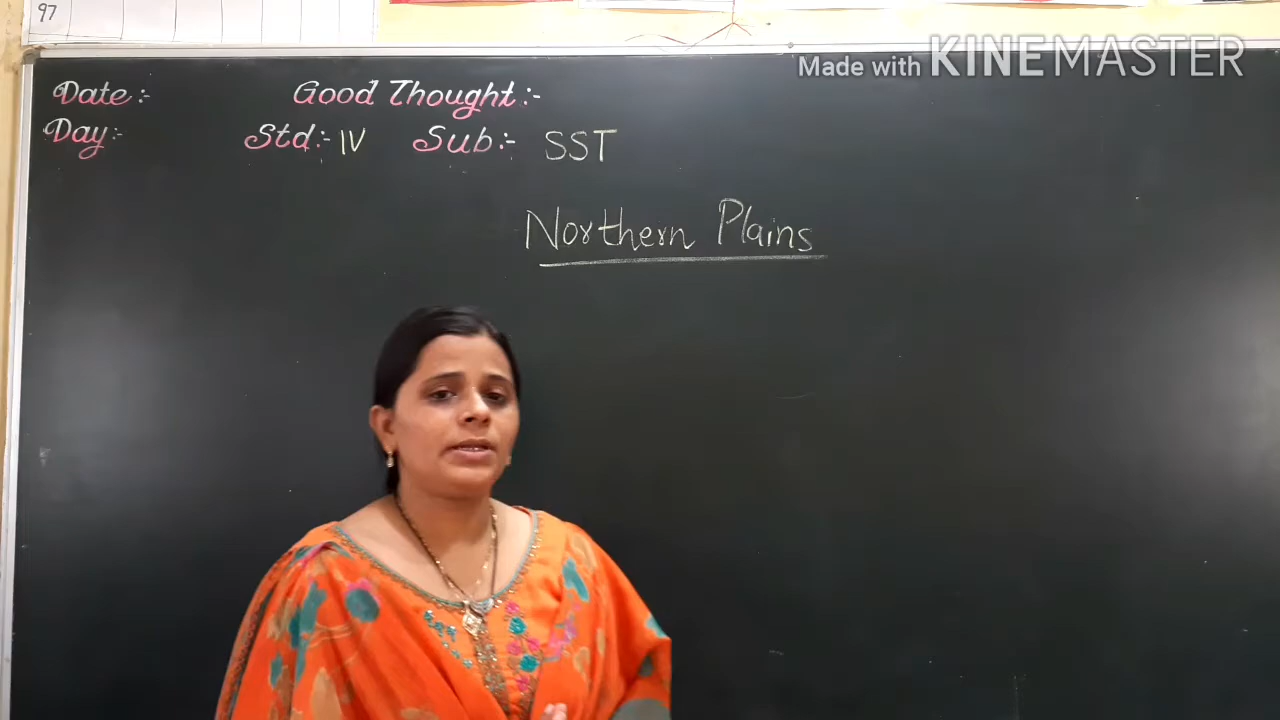 97
Made with KINEMASTER
Date:- Good Thought:-
Day:- Std:- IV Sub:- SST
Northern Plains